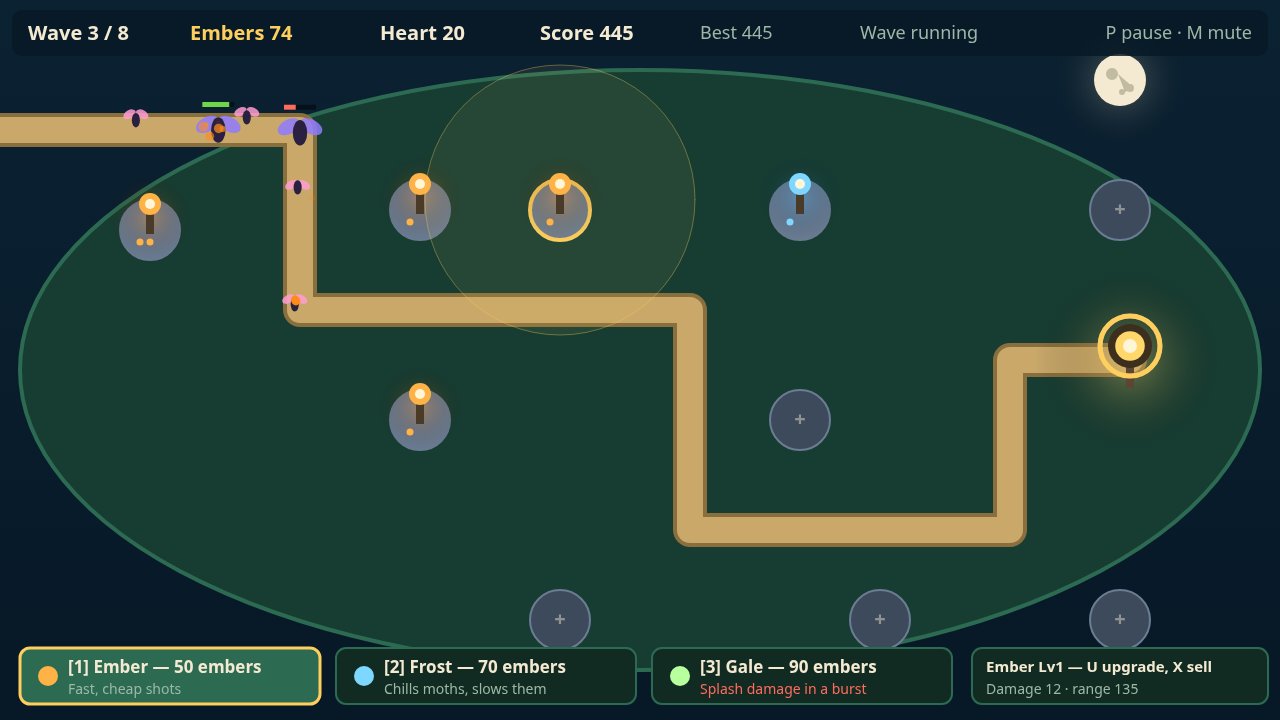 Wave 3 / 8
Embers 74
Heart 20
Score 445
Best 445
Wave running
P pause · M mute
+
+
+
+
+
[1] Ember — 50 embers
Fast, cheap shots
[2] Frost — 70 embers
Chills moths, slows them
[3] Gale — 90 embers
Splash damage in a burst
Ember Lv1 — U upgrade, X sell
Damage 12 · range 135